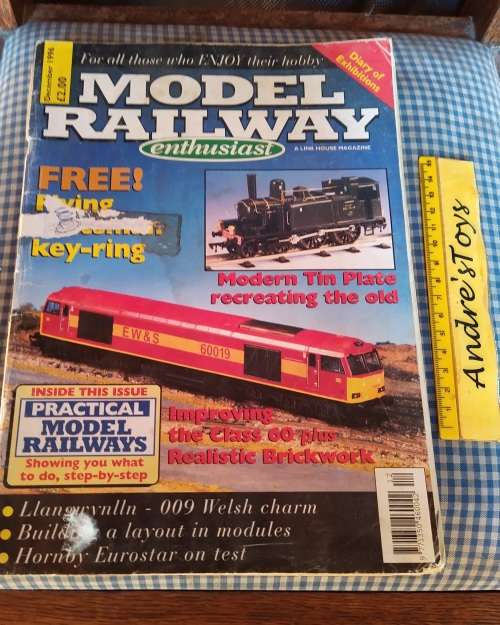 December 1996
£2.00
For all those who ENJOY their hobby
Diary of
Exhibitions
MODEL
RAILWAY
enthusiast
A LINK HOUSE MAGAZINE
FREE!
key-ring
Modern Tin Plate
recreating the old
EW&S
60019
INSIDE THIS ISSUE
PRACTICAL
MODEL
RAILWAYS
Showing you what
to do, step-by-step
Improving
the Class 60 plus
Realistic Brickwork
Llangwynlln - 009 Welsh charm
a layout in modules
Hornby Eurostar on test
12
Andre'sToys